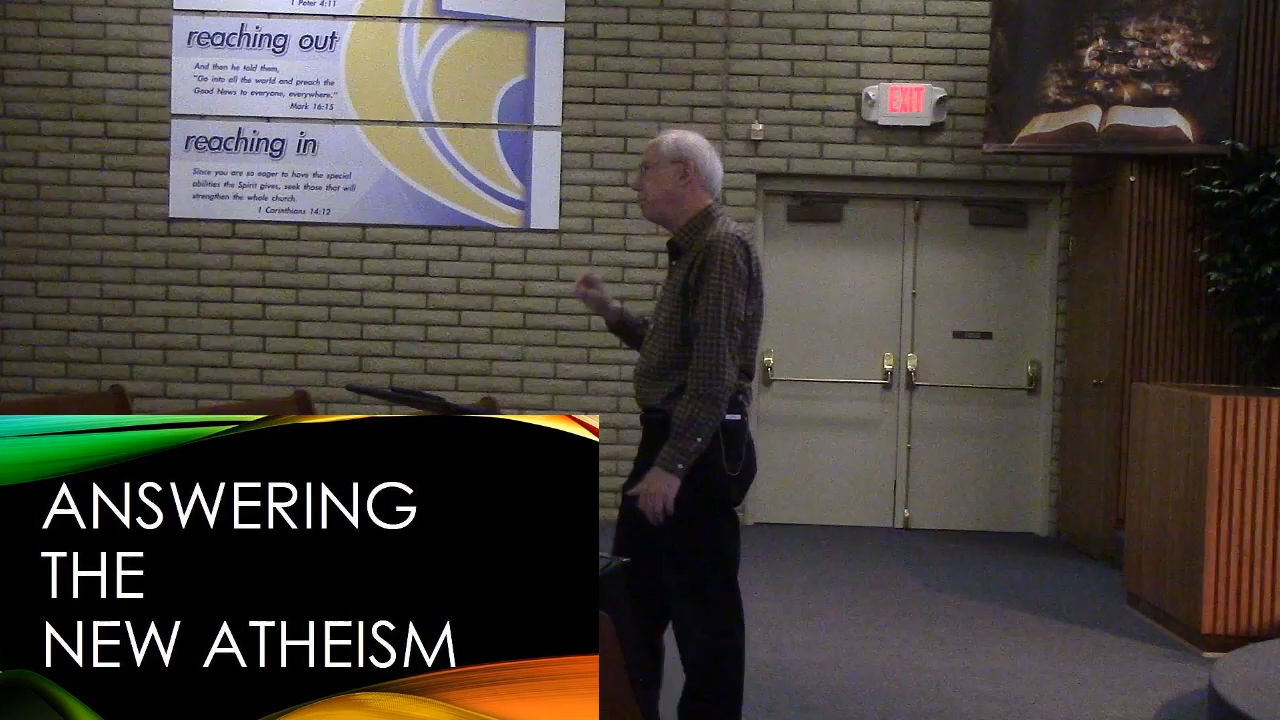 1 Peter 4:11
reaching out
And then he told them,
"Go into all the world and preach the
Good News to everyone, everywhere."
Mark 16:15
reaching in
Since you are so eager to have the special
abilities the Spirit gives, seek those that will
strengthen the whole church.
1 Corinthians 14:12
EXIT
ANSWERING
THE
NEW ATHEISM